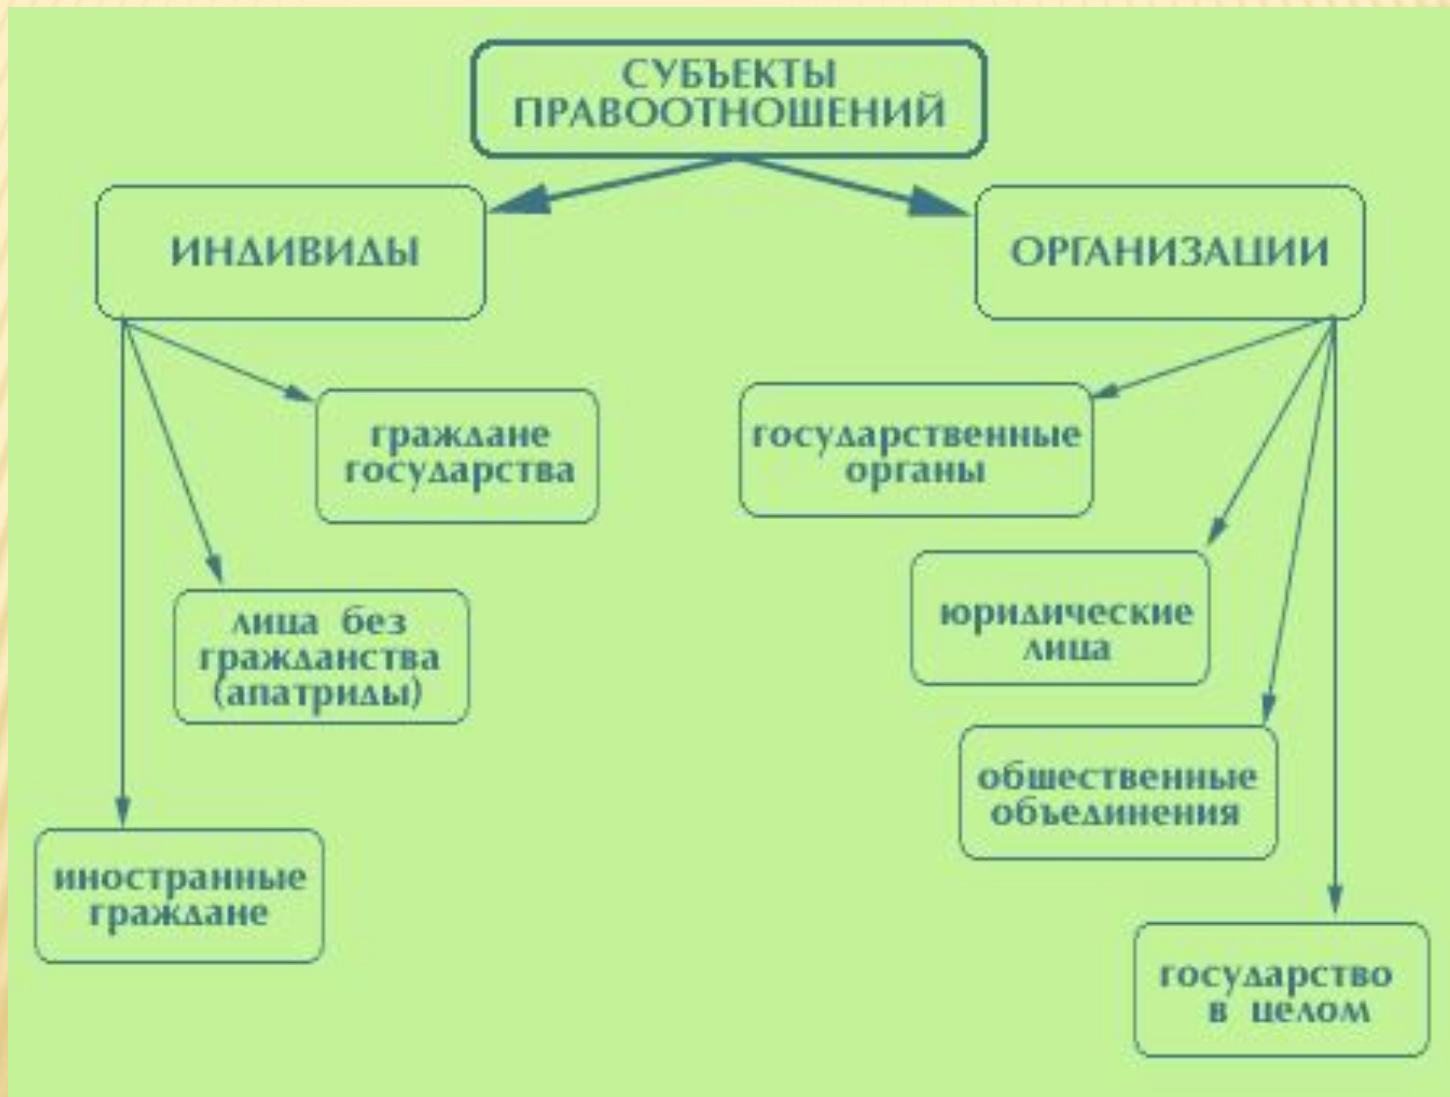 СУБЪЕКТЫ
ПРАВООТНОШЕНИЙ
ИНДИВИДЫ
ОРГАНИЗАЦИИ
граждане
государства
государственные
органы
лица без
гражданства
(апатриды)
юридические
лица
общественные
объединения
иностранные
граждане
государство
в целом